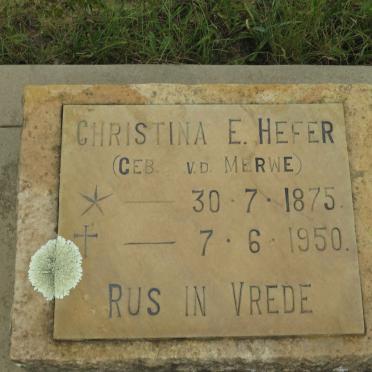 CHRISTINA E. HEFER
(GEB. V.D. MERWE)
30·7·1875.
7·6·1950.
RUS IN VREDE